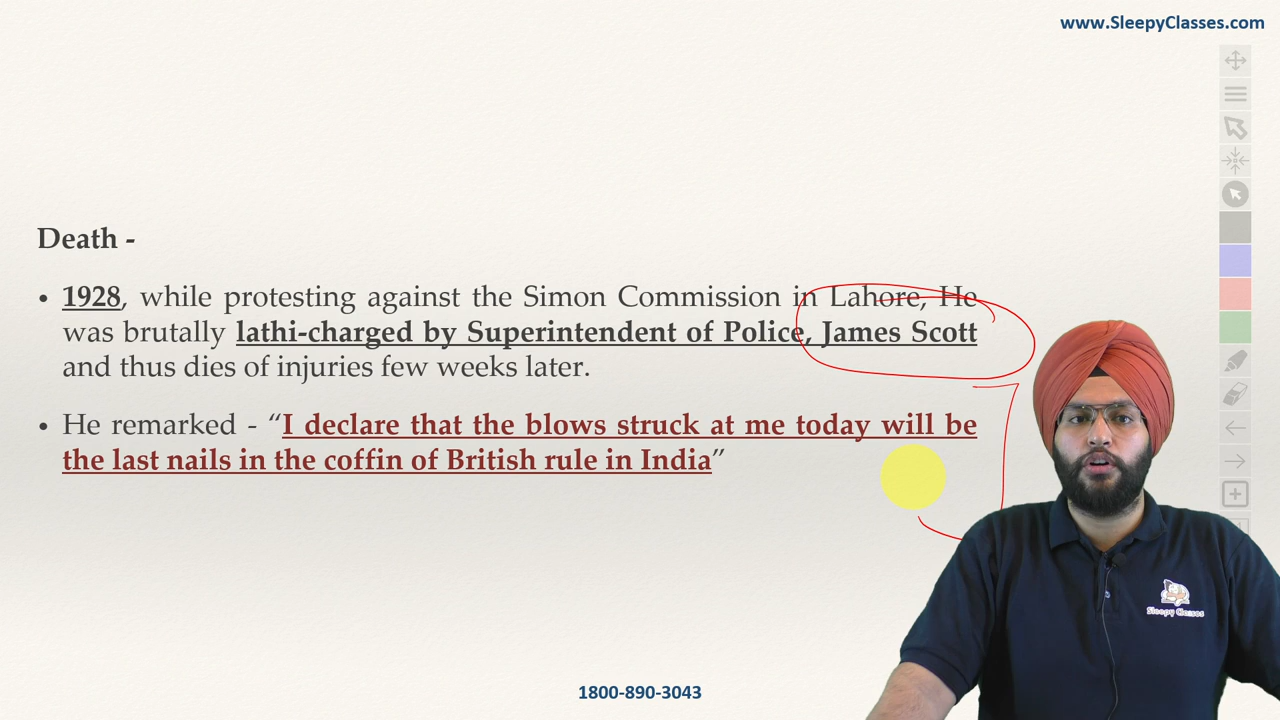 www.SleepyClasses.com
Death -
• 1928, while protesting against the Simon Commission in Lahore, He
was brutally lathi-charged by Superintendent of Police, James Scott
and thus dies of injuries few weeks later.
• He remarked - “I declare that the blows struck at me today will be
the last nails in the coffin of British rule in India”
Sleepy Classes
1800-890-3043